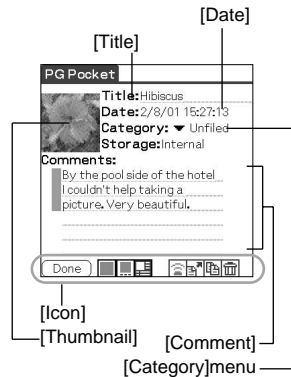 [Date]
[Title]
PG Pocket
Title:Hibiscus
Date:2/8/01 15:27:13
Category: ▼ Unfiled
Storage:Internal
Comments:
By the pool side of the hotel
I couldn't help taking a
picture. Very beautiful.
Done
[Icon]
[Thumbnail]
[Comment]
[Category]menu